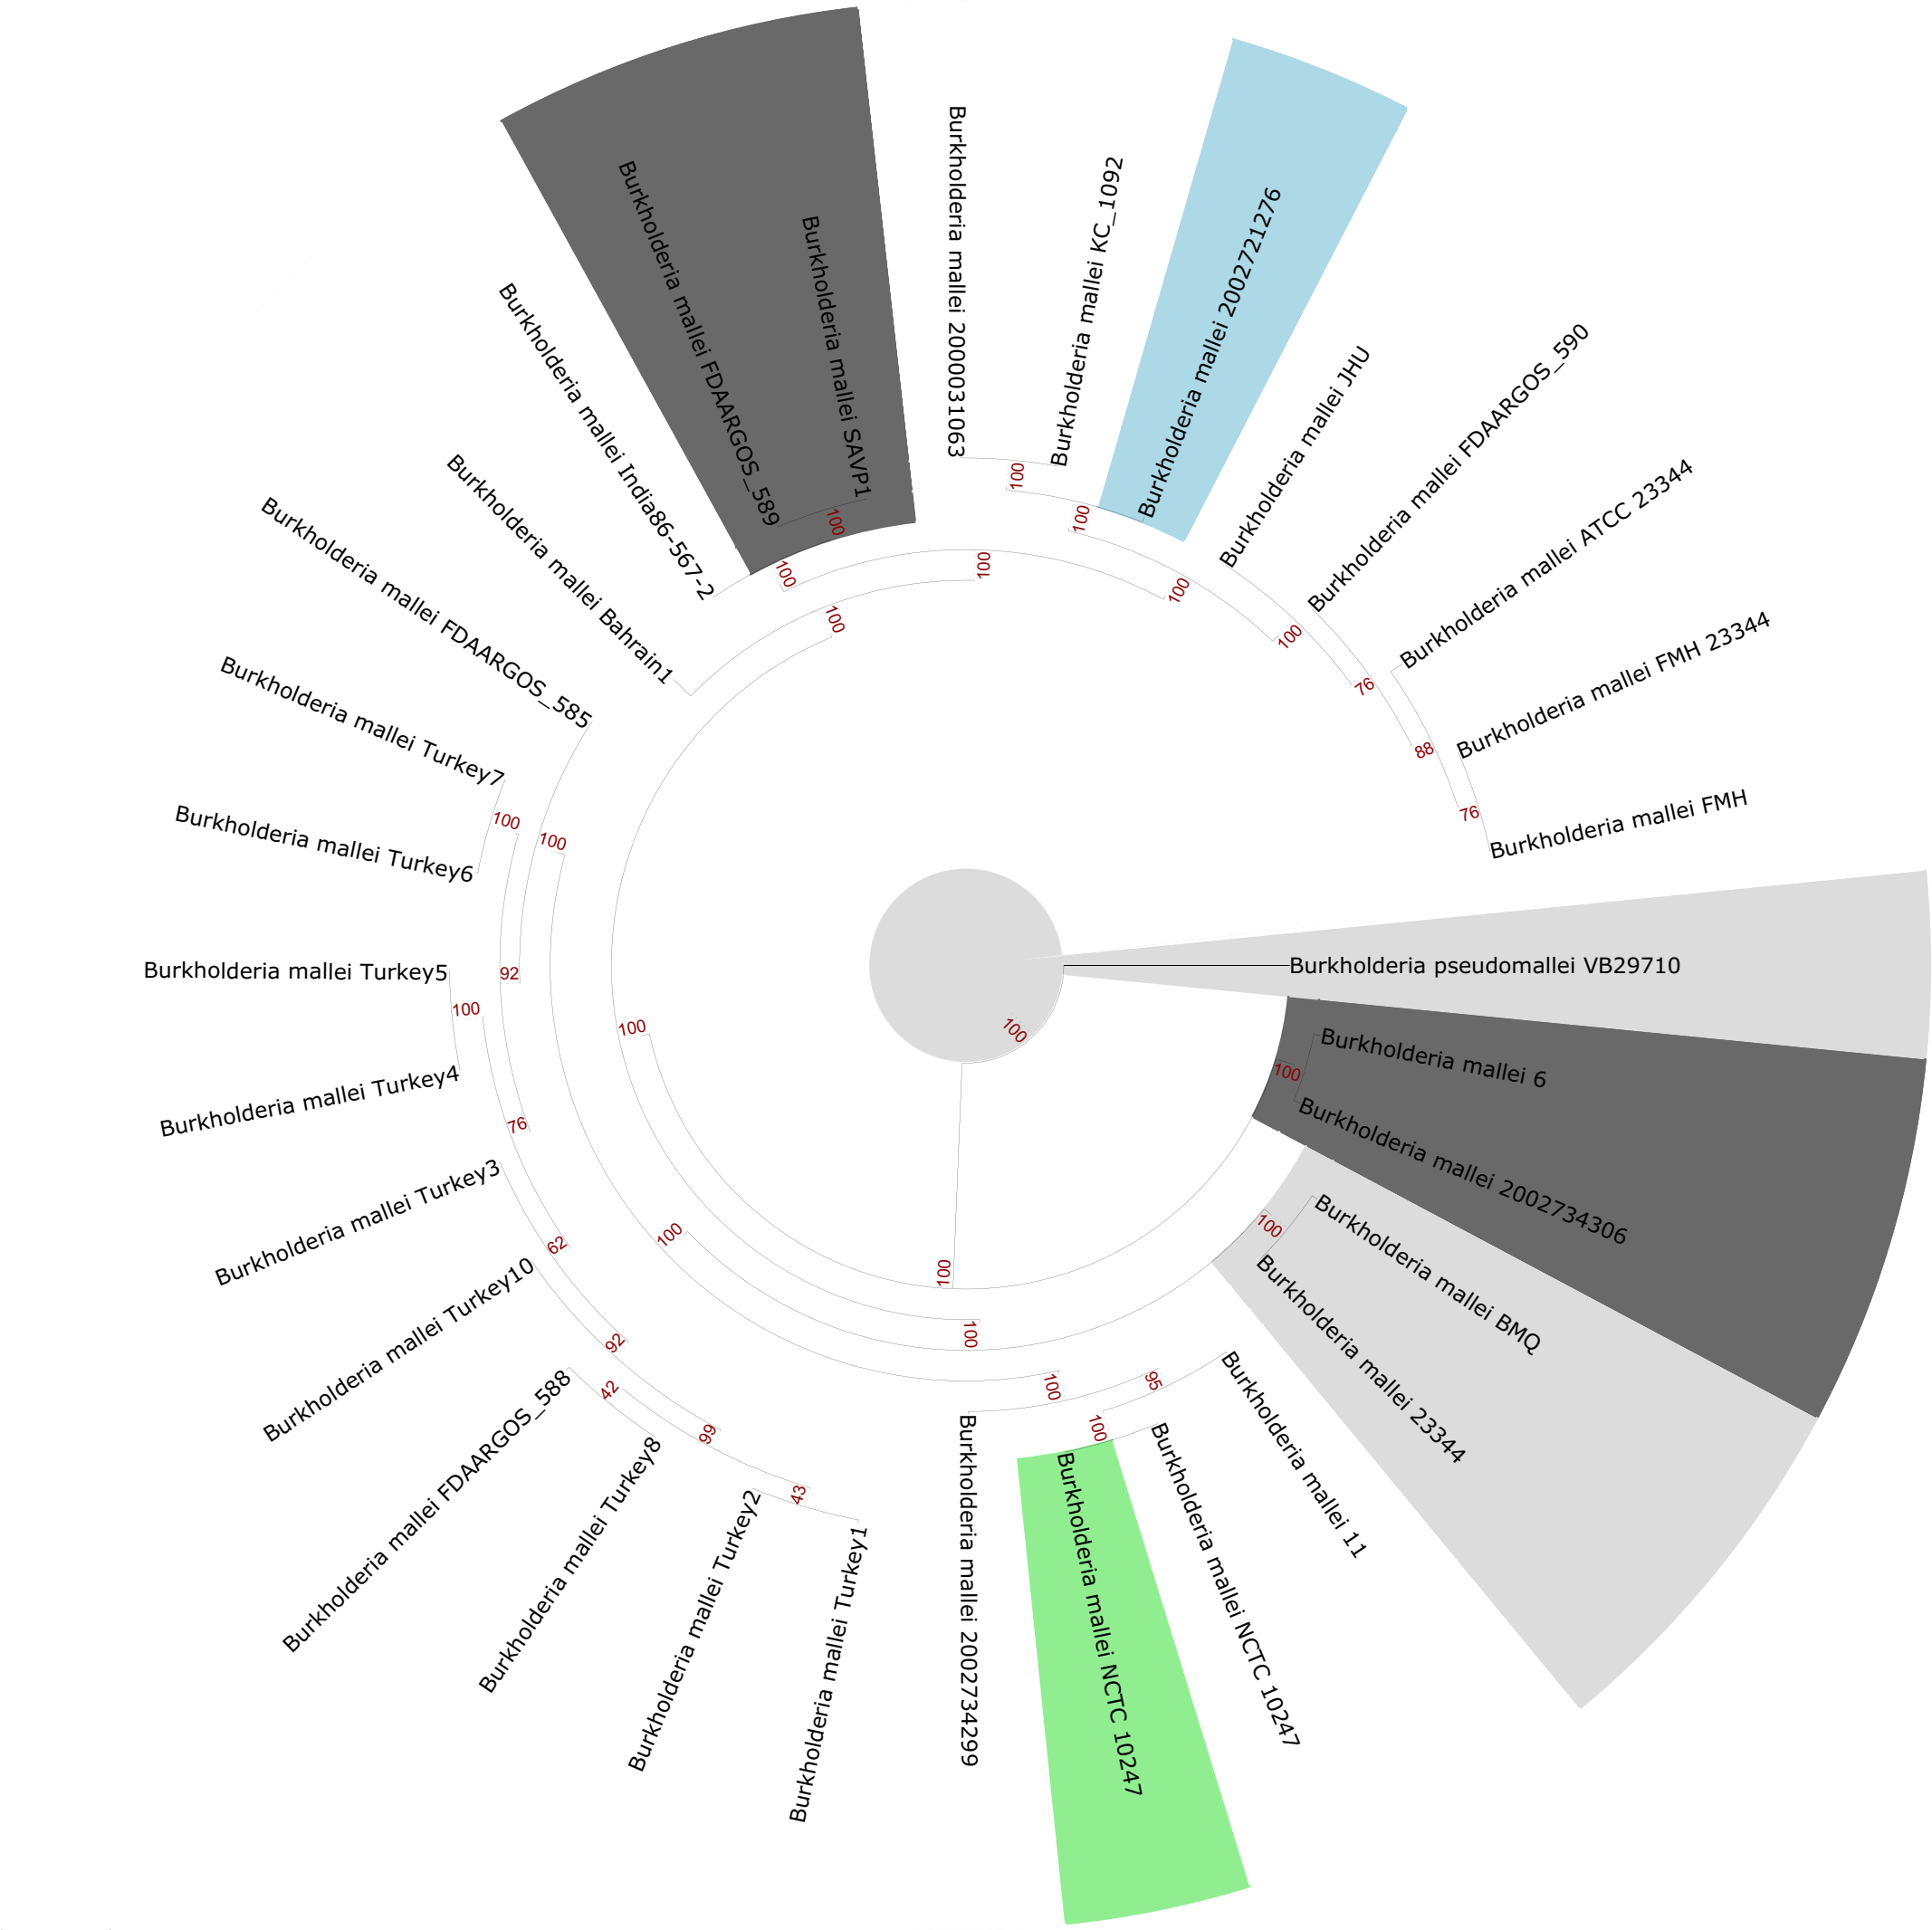 Burkholderia mallei 2000031063
100
Burkholderia mallei KC_1092
100
Burkholderia mallei 2002721276
100
Burkholderia mallei JHU
100
Burkholderia mallei FDAARGOS_590
76
Burkholderia mallei ATCC 23344
88
Burkholderia mallei FMH 23344
76
Burkholderia mallei FMH
Burkholderia pseudomallei VB29710
100
Burkholderia mallei 6
100
Burkholderia mallei 2002734306
Burkholderia mallei BMQ
100
Burkholderia mallei 23344
100
100
100
100
Burkholderia mallei 11
95
Burkholderia mallei NCTC 10247
100
Burkholderia mallei NCTC 10247
100
Burkholderia mallei 2002734299
Burkholderia mallei Turkey1
43
Burkholderia mallei Turkey2
99
Burkholderia mallei Turkey8
42
Burkholderia mallei FDAARGOS_588
92
Burkholderia mallei Turkey10
62
Burkholderia mallei Turkey3
76
Burkholderia mallei Turkey4
100
Burkholderia mallei Turkey5
92
Burkholderia mallei Turkey6
100
Burkholderia mallei Turkey7
100
Burkholderia mallei FDAARGOS_585
Burkholderia mallei Bahrain1
100
Burkholderia mallei India86-567-2
100
Burkholderia mallei FDAARGOS_589
100
Burkholderia mallei SAVP1
100